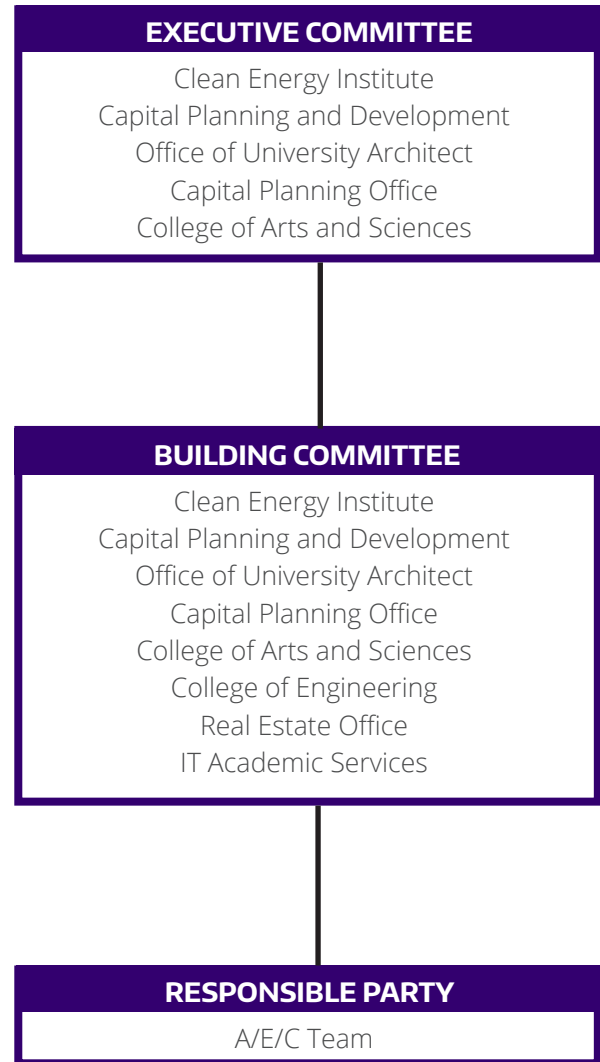 EXECUTIVE COMMITTEE
Clean Energy Institute
Capital Planning and Development
Office of University Architect
Capital Planning Office
College of Arts and Sciences
BUILDING COMMITTEE
Clean Energy Institute
Capital Planning and Development
Office of University Architect
Capital Planning Office
College of Arts and Sciences
College of Engineering
Real Estate Office
IT Academic Services
RESPONSIBLE PARTY
A/E/C Team